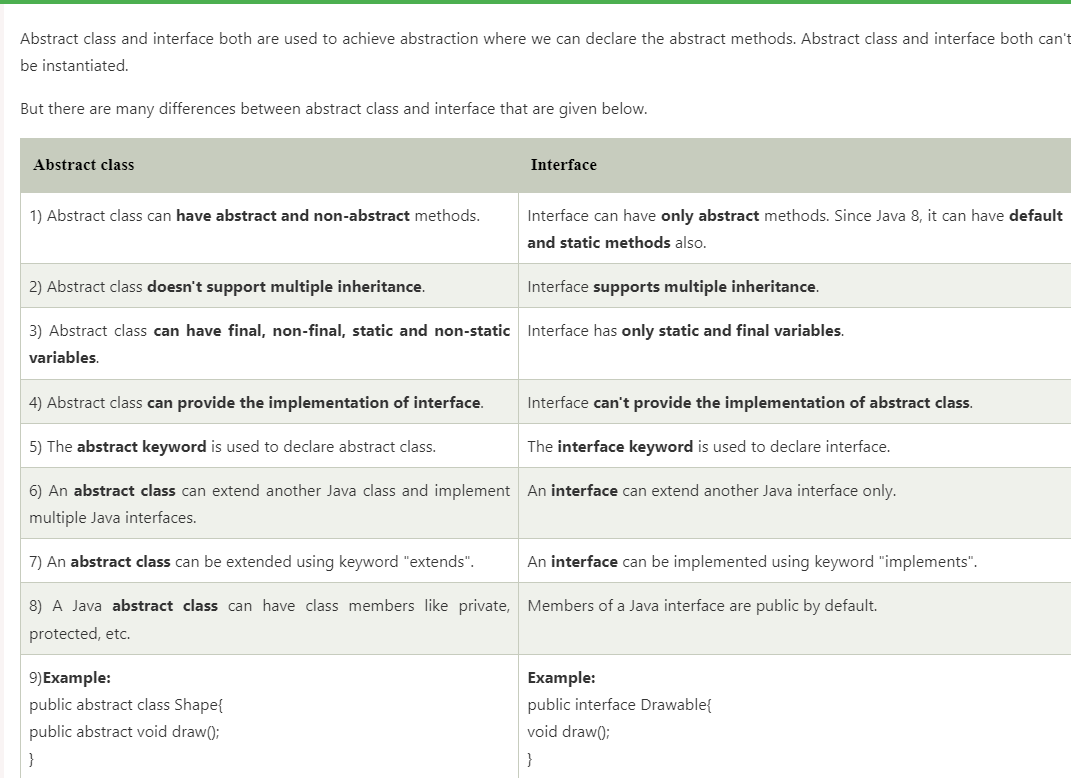 Abstract class and interface both are used to achieve abstraction where we can declare the abstract methods. Abstract class and interface both can't
be instantiated.
But there are many differences between abstract class and interface that are given below.
Abstract class
Interface
1) Abstract class can have abstract and non-abstract methods.
Interface can have only abstract methods. Since Java 8, it can have default
and static methods also.
2) Abstract class doesn't support multiple inheritance.
Interface supports multiple inheritance.
3) Abstract class can have final, non-final, static and non-static
variables.
Interface has only static and final variables.
4) Abstract class can provide the implementation of interface.
Interface can't provide the implementation of abstract class.
5) The abstract keyword is used to declare abstract class.
The interface keyword is used to declare interface.
6) An abstract class can extend another Java class and implement
multiple Java interfaces.
An interface can extend another Java interface only.
7) An abstract class can be extended using keyword "extends".
An interface can be implemented using keyword "implements".
8) A Java abstract class can have class members like private,
protected, etc.
Members of a Java interface are public by default.
9)Example:
public abstract class Shape{
public abstract void draw();
}
Example:
public interface Drawable{
void draw();
}